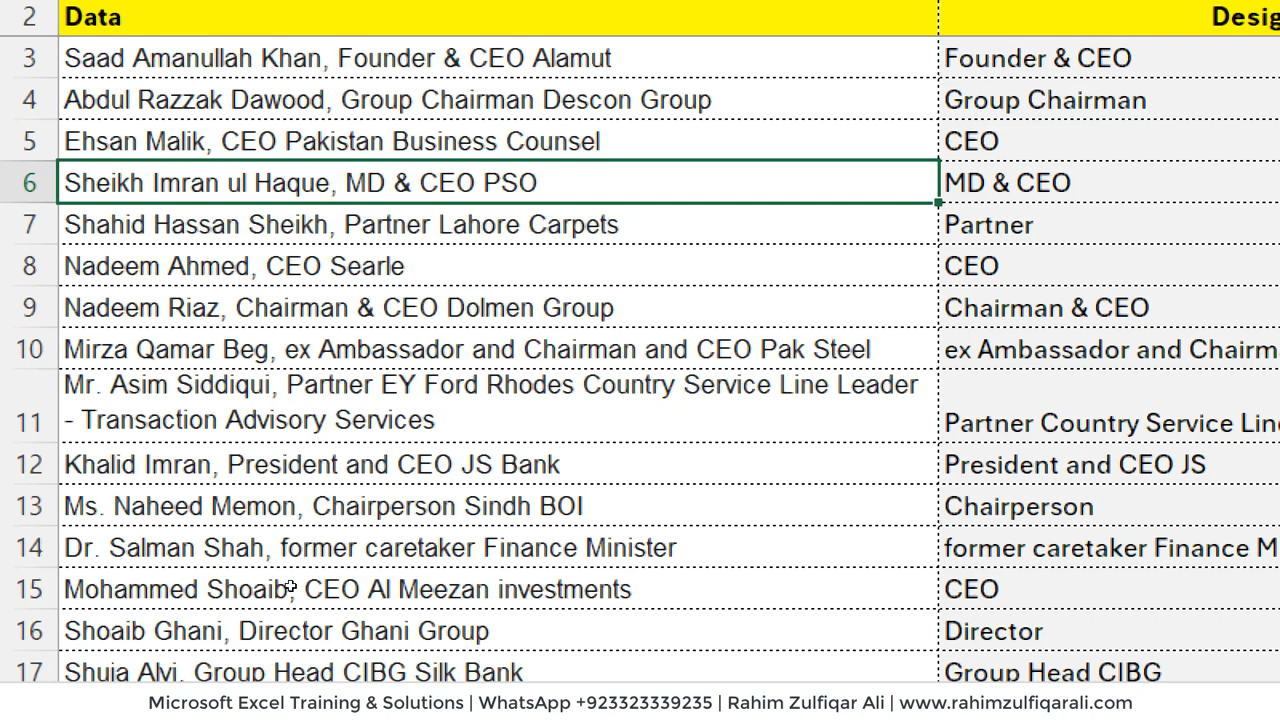 2 Data Desig
3 Saad Amanullah Khan, Founder & CEO Alamut Founder & CEO
4 Abdul Razzak Dawood, Group Chairman Descon Group Group Chairman
5 Ehsan Malik, CEO Pakistan Business Counsel CEO
6 Sheikh Imran ul Haque, MD & CEO PSO MD & CEO
7 Shahid Hassan Sheikh, Partner Lahore Carpets Partner
8 Nadeem Ahmed, CEO Searle CEO
9 Nadeem Riaz, Chairman & CEO Dolmen Group Chairman & CEO
10 Mirza Qamar Beg, ex Ambassador and Chairman and CEO Pak Steel ex Ambassador and Chairm
Mr. Asim Siddiqui, Partner EY Ford Rhodes Country Service Line Leader
11 - Transaction Advisory Services Partner Country Service Line
12 Khalid Imran, President and CEO JS Bank President and CEO JS
13 Ms. Naheed Memon, Chairperson Sindh BOI Chairperson
14 Dr. Salman Shah, former caretaker Finance Minister former caretaker Finance M
15 Mohammed Shoaib, CEO Al Meezan investments CEO
16 Shoaib Ghani, Director Ghani Group Director
17 Shuja Alvi, Group Head CIBG Silk Bank Group Head CIBG
Microsoft Excel Training & Solutions | WhatsApp +923323339235 | Rahim Zulfiqar Ali | www.rahimzulfiqarali.com